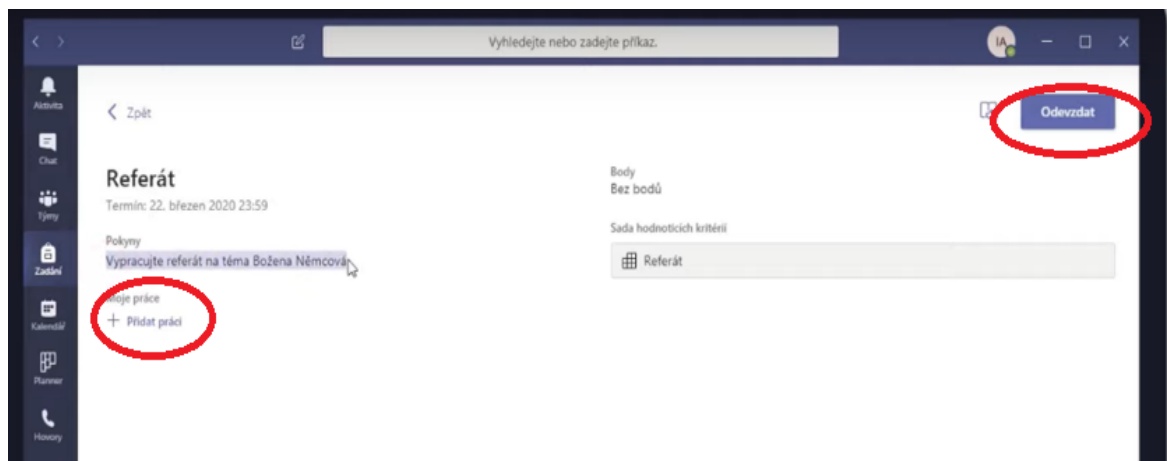 Vyhledejte nebo zadejte příkaz.
IA
Aktivita
Chat
Týmy
Zadání
Kalendář
Planner
Hovory
Zpět
Odevzdat
Referát
Termín: 22. březen 2020 23:59
Pokyny
Vypracujte referát na téma Božena Němcová
Moje práce
+ Přidat práci
Body
Bez bodů
Sada hodnoticích kritérií
Referát